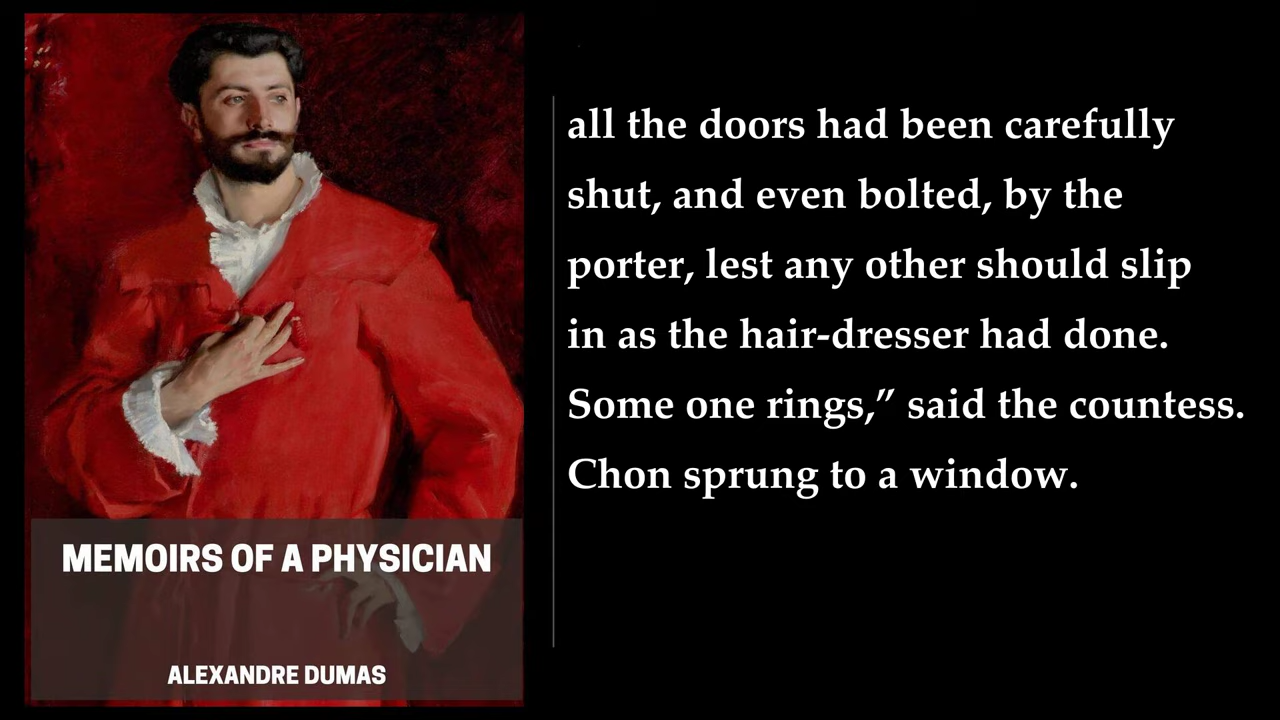 MEMOIRS OF A PHYSICIAN
ALEXANDRE DUMAS
all the doors had been carefully
shut, and even bolted, by the
porter, lest any other should slip
in as the hair-dresser had done.
Some one rings,” said the countess.
Chon sprung to a window.